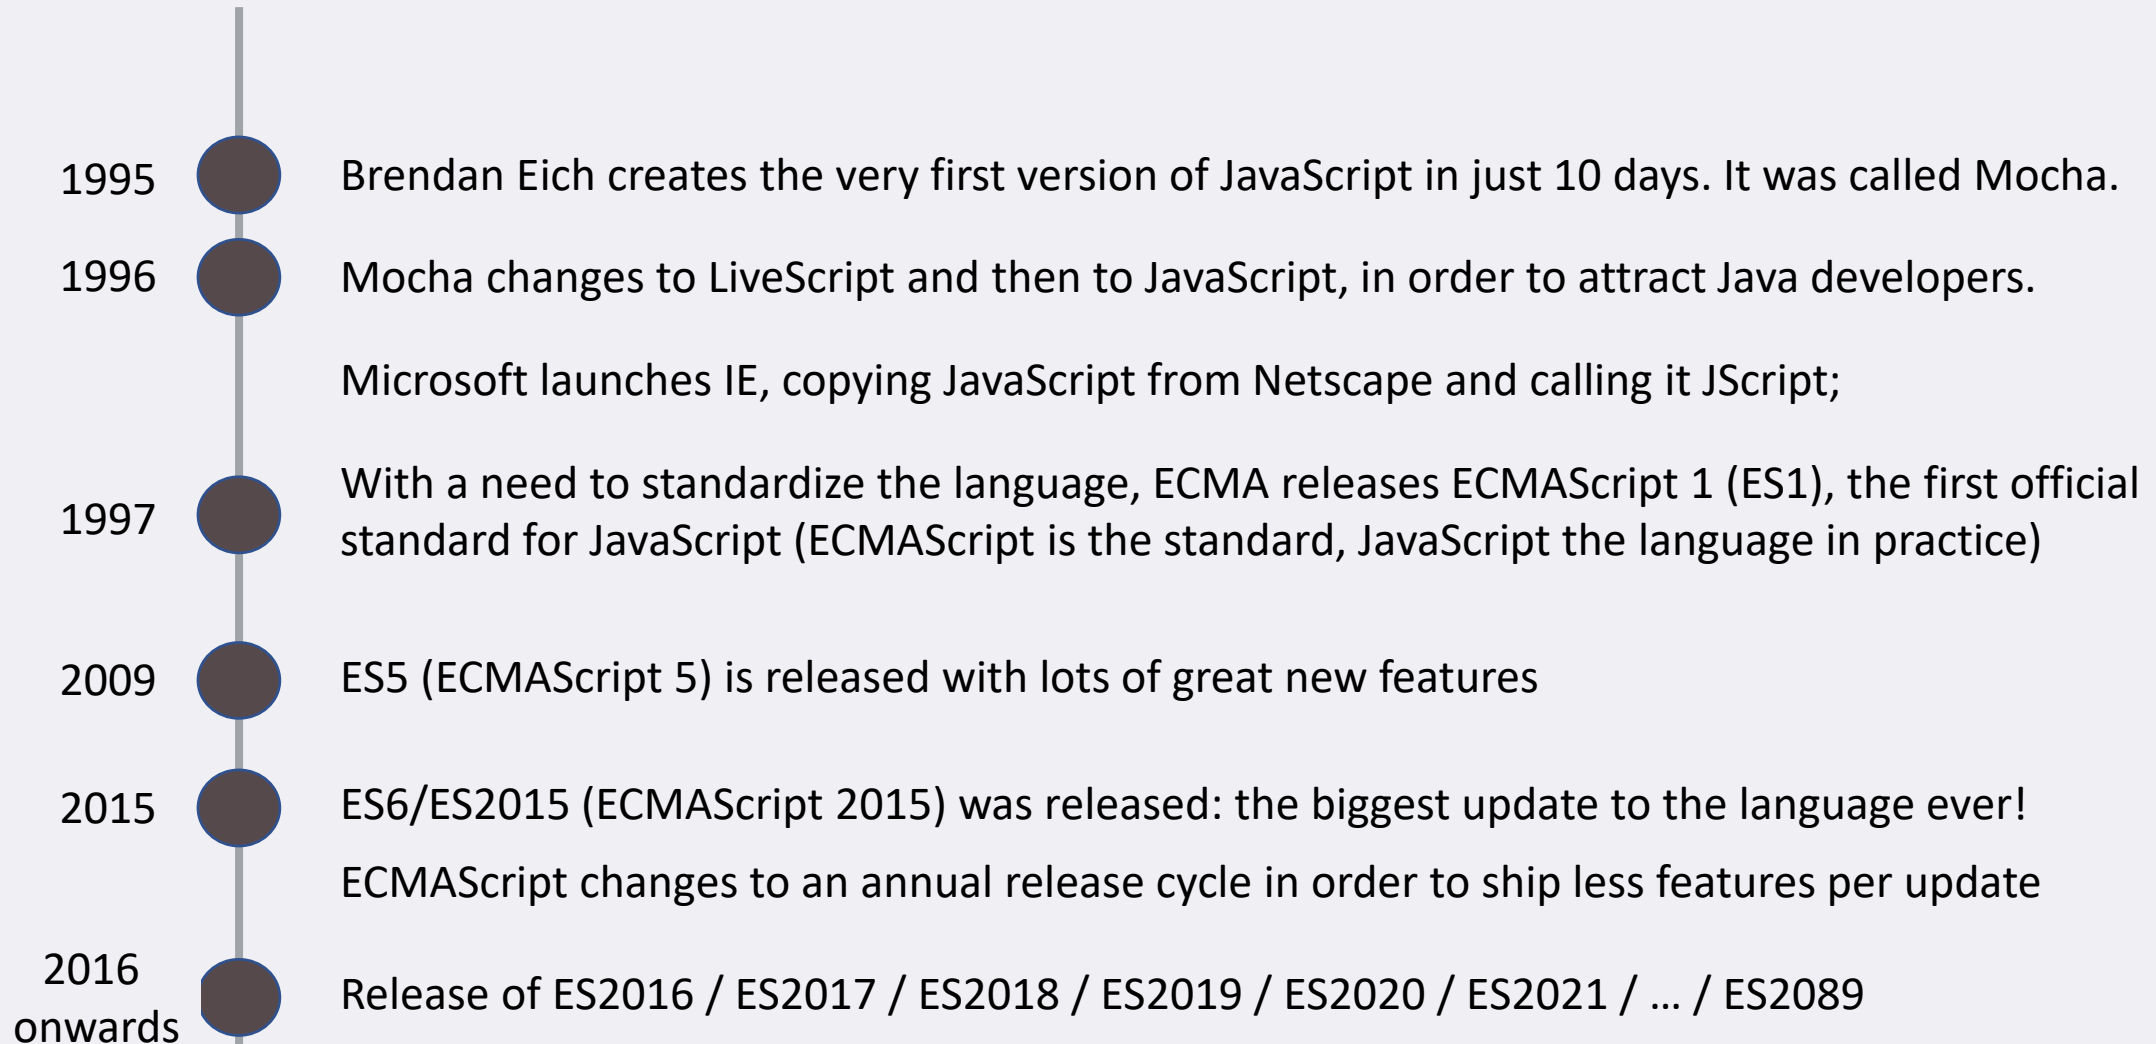 1995
Brendan Eich creates the very first version of JavaScript in just 10 days. It was called Mocha.
1996
Mocha changes to LiveScript and then to JavaScript, in order to attract Java developers.
Microsoft launches IE, copying JavaScript from Netscape and calling it JScript;
1997
With a need to standardize the language, ECMA releases ECMAScript 1 (ES1), the first official
standard for JavaScript (ECMAScript is the standard, JavaScript the language in practice)
2009
ES5 (ECMAScript 5) is released with lots of great new features
2015
ES6/ES2015 (ECMAScript 2015) was released: the biggest update to the language ever!
ECMAScript changes to an annual release cycle in order to ship less features per update
2016
onwards
Release of ES2016 / ES2017 / ES2018 / ES2019 / ES2020 / ES2021 / … / ES2089